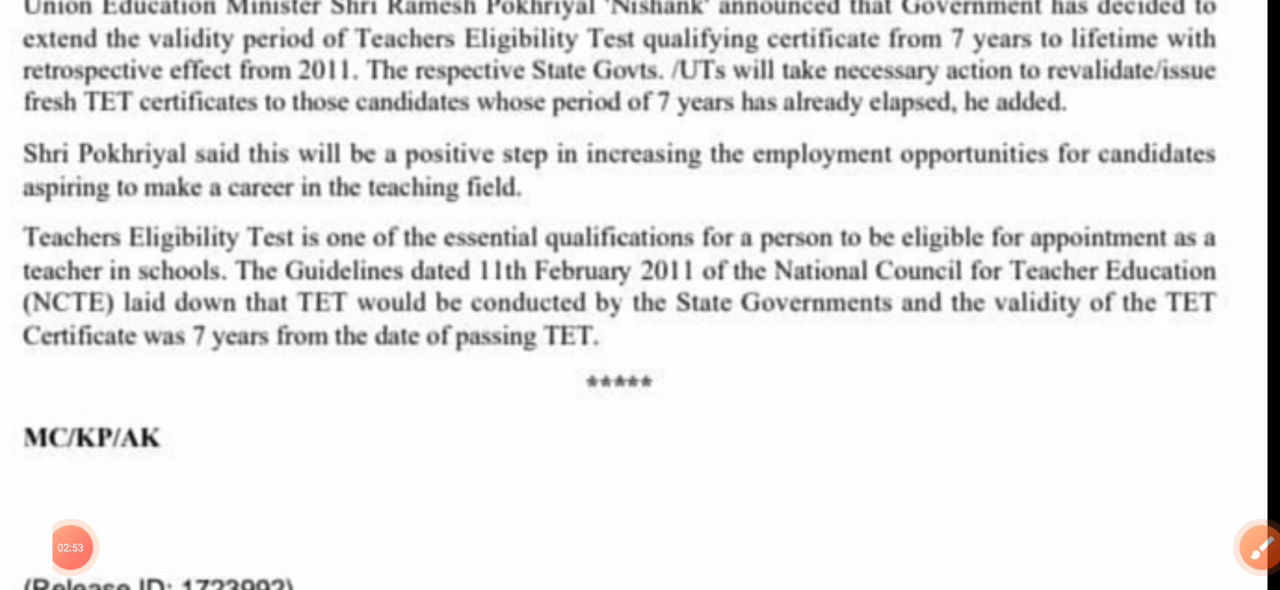 Union Education Minister Shri Ramesh Pokhriyal 'Nishank' announced that Government has decided to
extend the validity period of Teachers Eligibility Test qualifying certificate from 7 years to lifetime with
retrospective effect from 2011. The respective State Govts. /UTs will take necessary action to revalidate/issue
fresh TET certificates to those candidates whose period of 7 years has already elapsed, he added.
Shri Pokhriyal said this will be a positive step in increasing the employment opportunities for candidates
aspiring to make a career in the teaching field.
Teachers Eligibility Test is one of the essential qualifications for a person to be eligible for appointment as a
teacher in schools. The Guidelines dated 11th February 2011 of the National Council for Teacher Education
(NCTE) laid down that TET would be conducted by the State Governments and the validity of the TET
Certificate was 7 years from the date of passing TET.
*****
MC/KP/AK
02:53
(Release ID: 1723992)